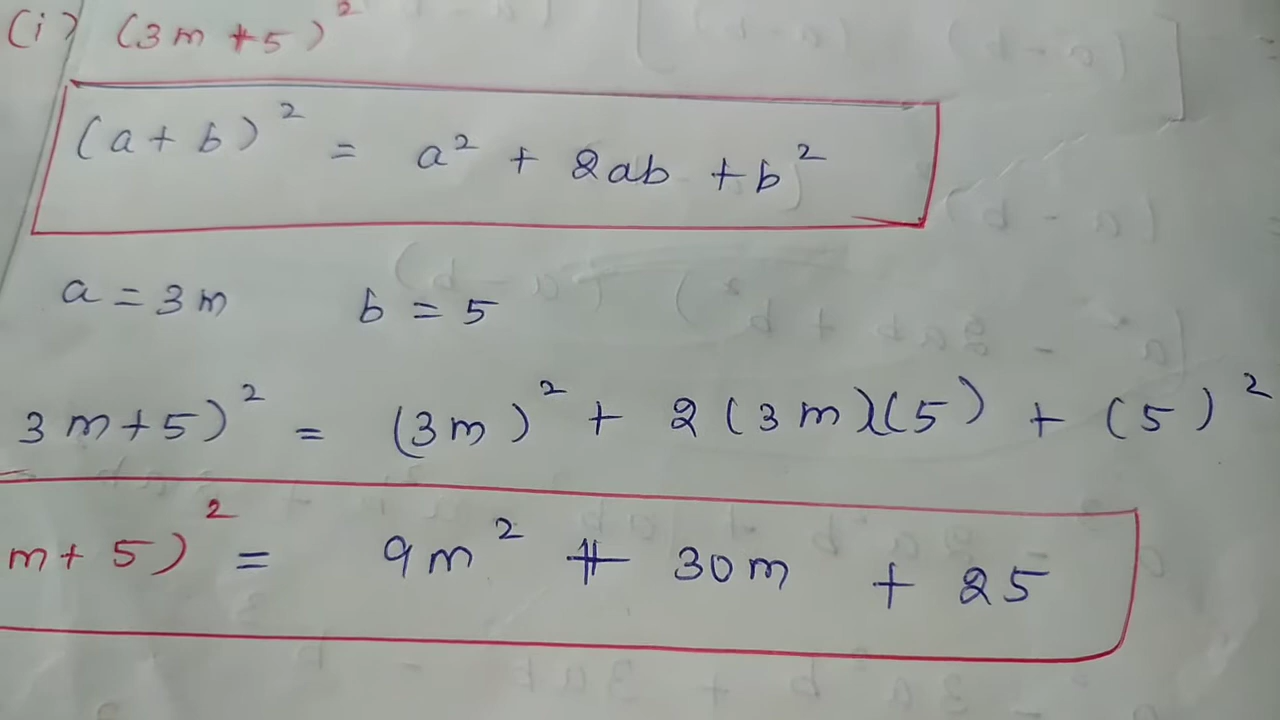 (i) (3m + 5)²
(a + b)² = a² + 2ab + b²
a = 3m b = 5
3m + 5)² = (3m)² + 2(3m)(5) + (5)²
m + 5)² = 9m² + 30m + 25